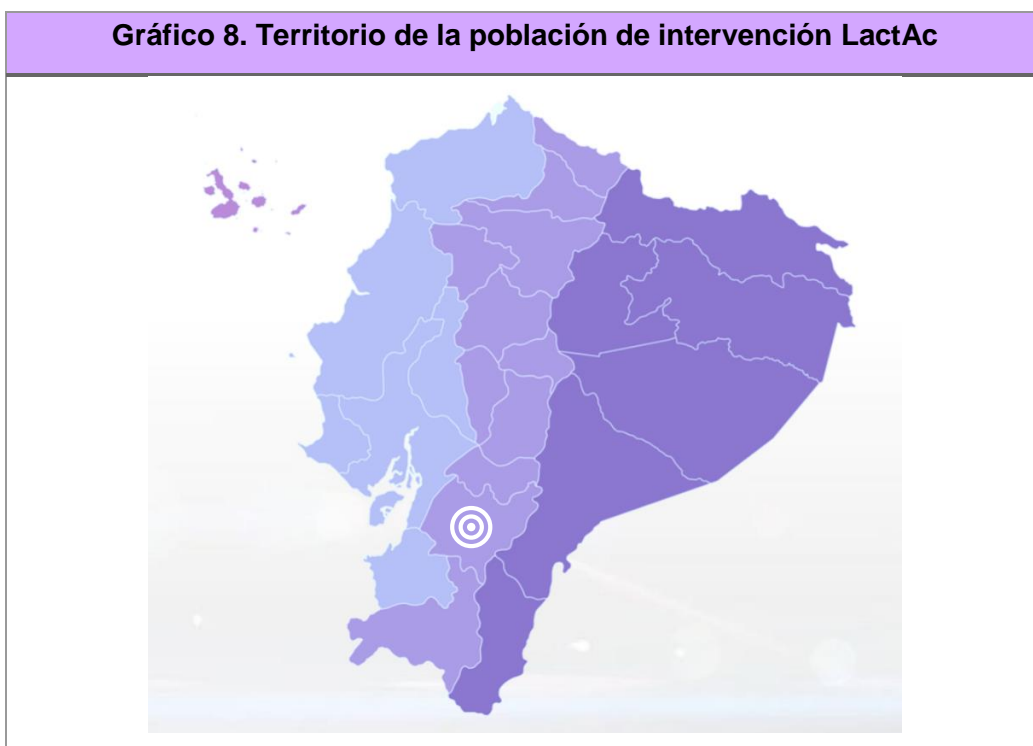 Gráfico 8. Territorio de la población de intervención LactAc